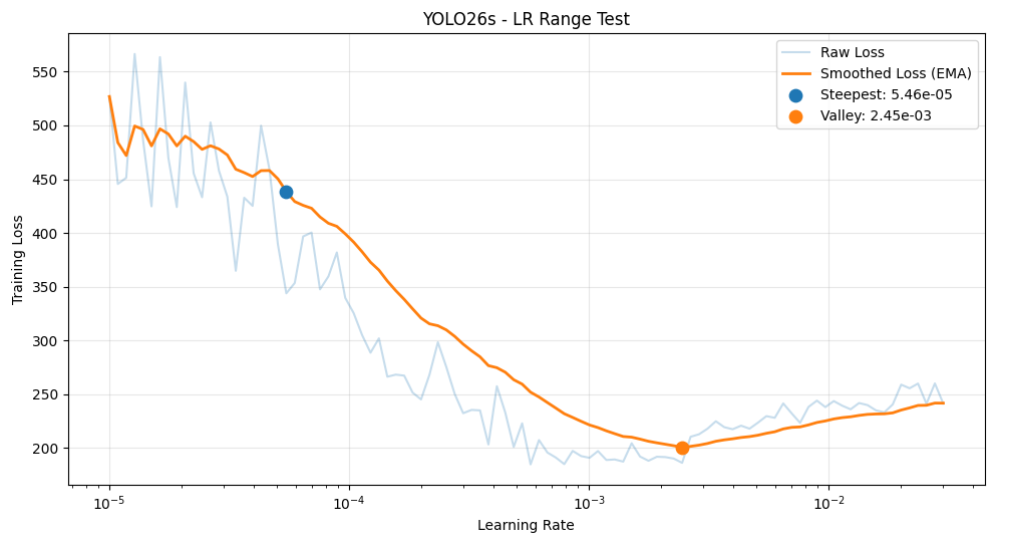 YOLO26s - LR Range Test
Raw Loss
Smoothed Loss (EMA)
Steepest: 5.46e-05
Valley: 2.45e-03
Training Loss
550
500
450
400
350
300
250
200
10⁻⁵
10⁻⁴
10⁻³
10⁻²
Learning Rate